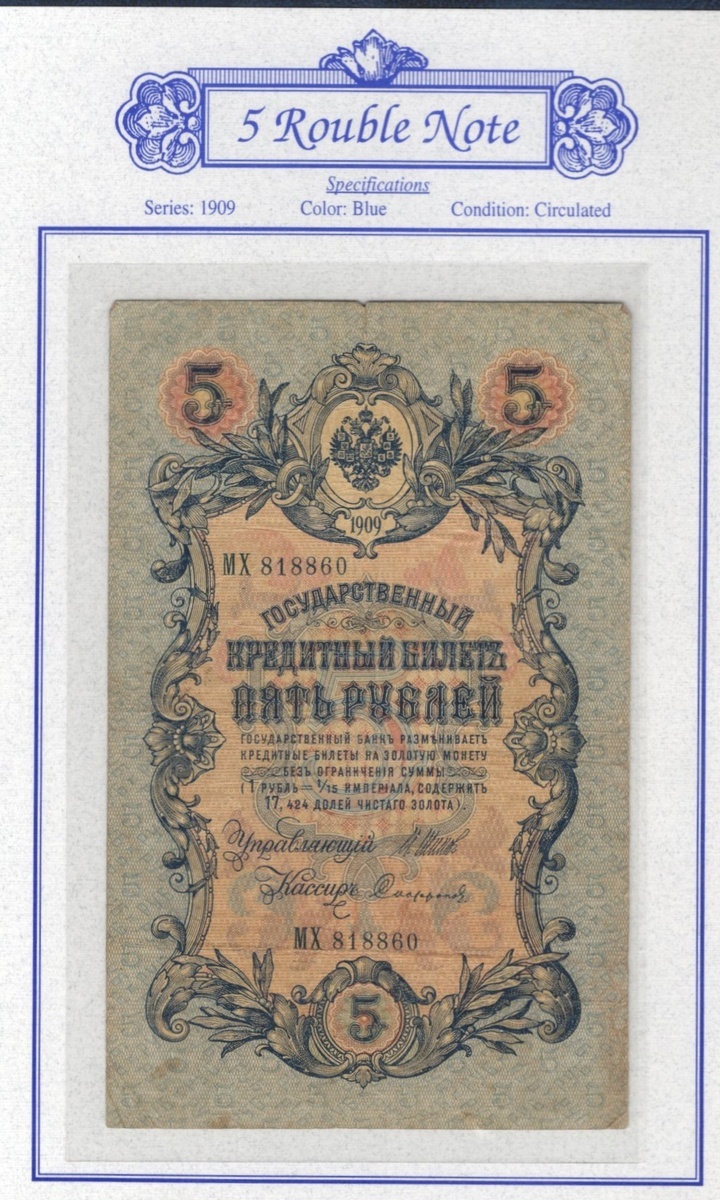 5 Rouble Note
Specifications
Series: 1909 Color: Blue Condition: Circulated
5 5
1909
МХ 818860
ГОСУДАРСТВЕННЫЙ
КРЕДИТНЫЙ БИЛЕТЪ
ПЯТЬ РУБЛЕЙ
ГОСУДАРСТВЕННЫЙ БАНКЪ РАЗМѢНИВАЕТЪ
КРЕДИТНЫЕ БИЛЕТЫ НА ЗОЛОТУЮ МОНЕТУ
БЕЗЪ ОГРАНИЧЕНІЯ СУММЫ
(1 РУБЛЬ = 1/15 ИМПЕРІАЛА, СОДЕРЖИТЪ
17,424 ДОЛЕЙ ЧИСТАГО ЗОЛОТА).
Управляющій
Кассиръ
МХ 818860
5